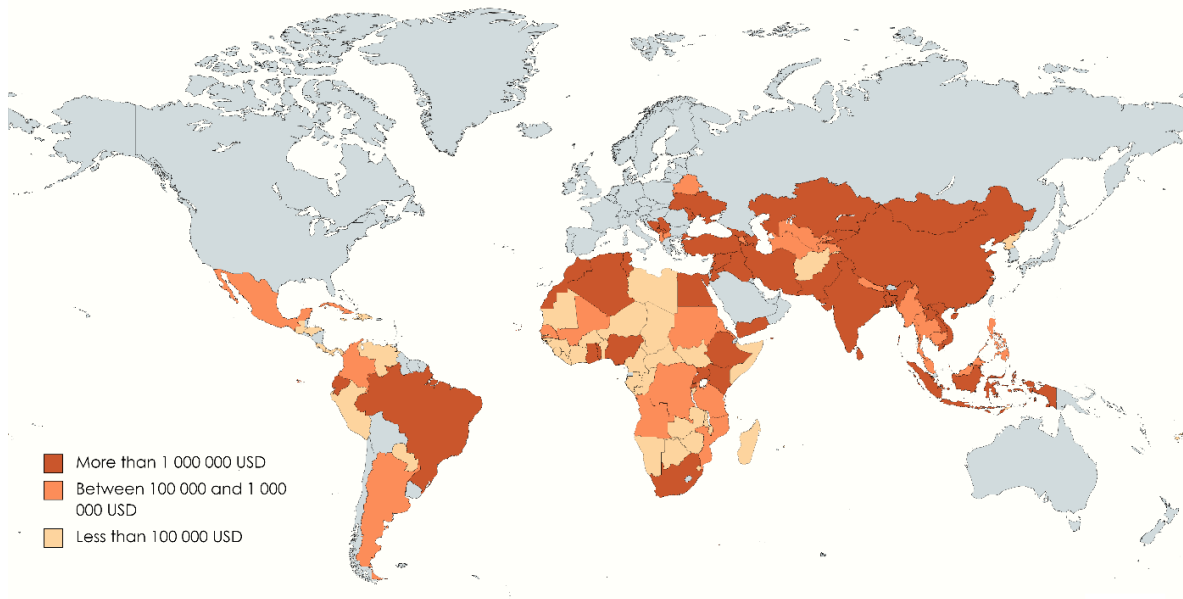 More than 1 000 000 USD
Between 100 000 and 1 000
000 USD
Less than 100 000 USD